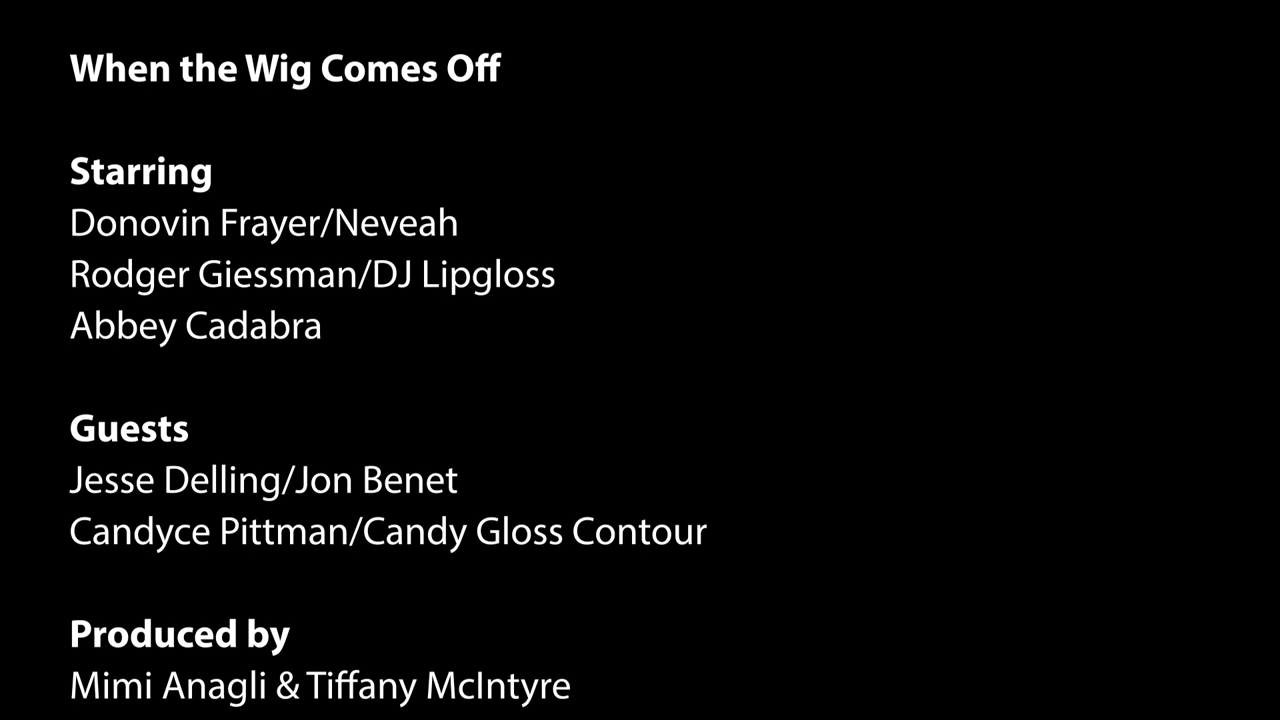 When the Wig Comes Off
Starring
Donovin Frayer/Neveah
Rodger Giessman/DJ Lipgloss
Abbey Cadabra
Guests
Jesse Delling/Jon Benet
Candyce Pittman/Candy Gloss Contour
Produced by
Mimi Anagli & Tiffany McIntyre